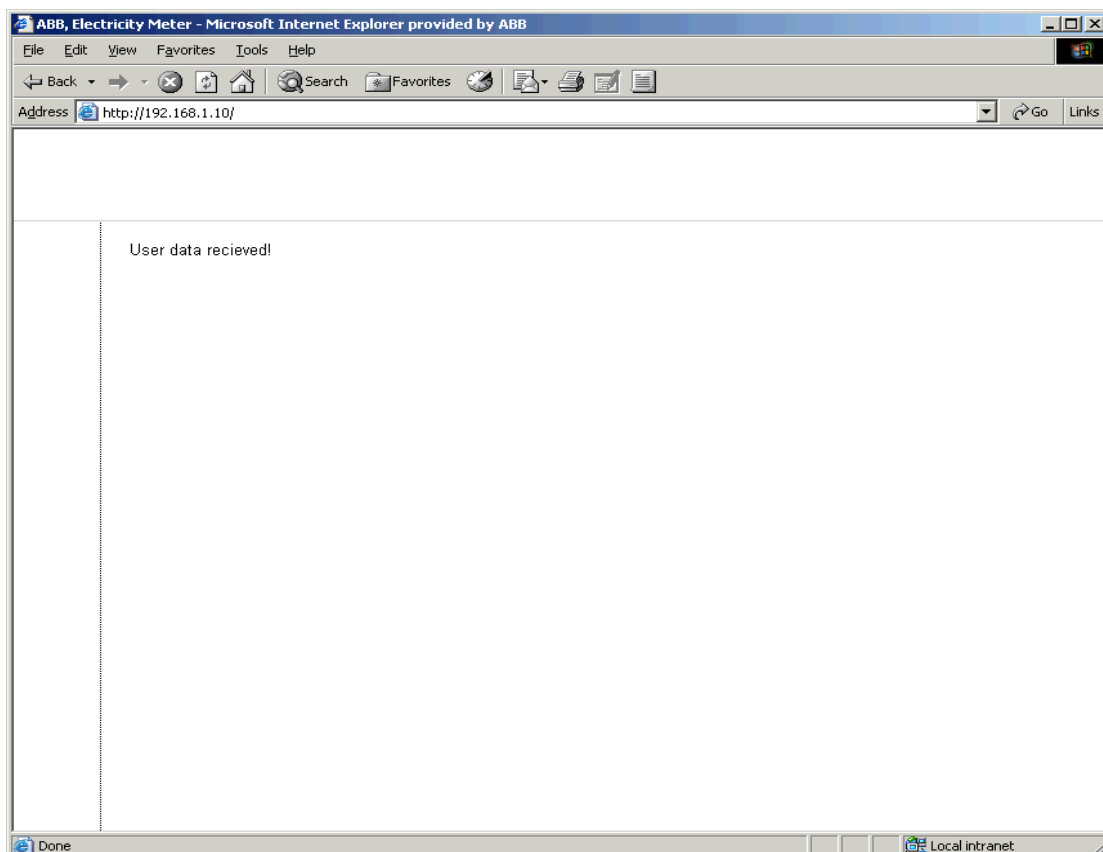 ABB, Electricity Meter - Microsoft Internet Explorer provided by ABB
File Edit View Favorites Tools Help
Back Search Favorites
Address http://192.168.1.10/ Go Links
User data recieved!
Done Local intranet